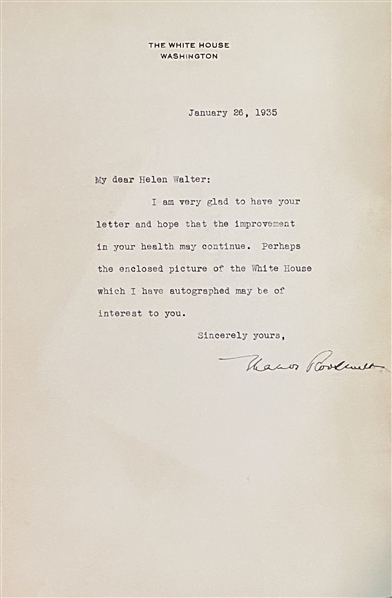 THE WHITE HOUSE
WASHINGTON
January 26, 1935
My dear Helen Walter:
I am very glad to have your
letter and hope that the improvement
in your health may continue. Perhaps
the enclosed picture of the White House
which I have autographed may be of
interest to you.
Sincerely yours,
Eleanor Roosevelt